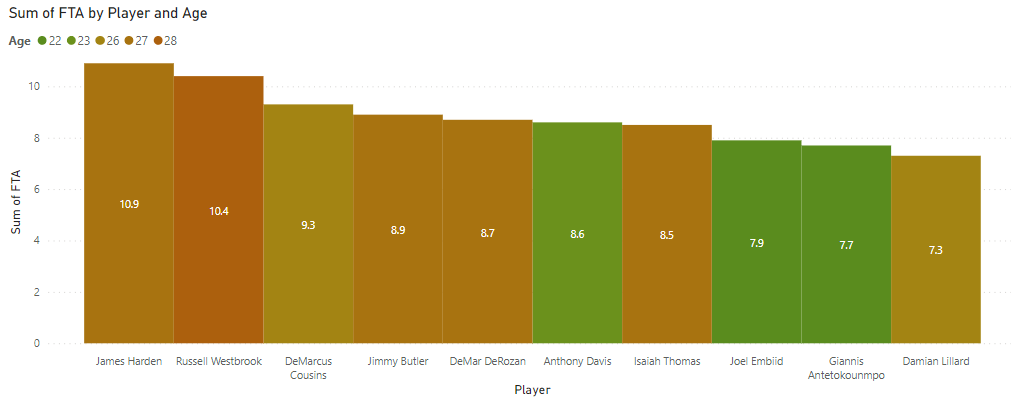 Sum of FTA by Player and Age
Age 22 23 26 27 28
10
8
6
4
2
0
Sum of FTA
10.9
10.4
9.3
8.9
8.7
8.6
8.5
7.9
7.7
7.3
James Harden
Russell Westbrook
DeMarcus
Cousins
Jimmy Butler
DeMar DeRozan
Anthony Davis
Isaiah Thomas
Joel Embiid
Giannis
Antetokounmpo
Damian Lillard
Player